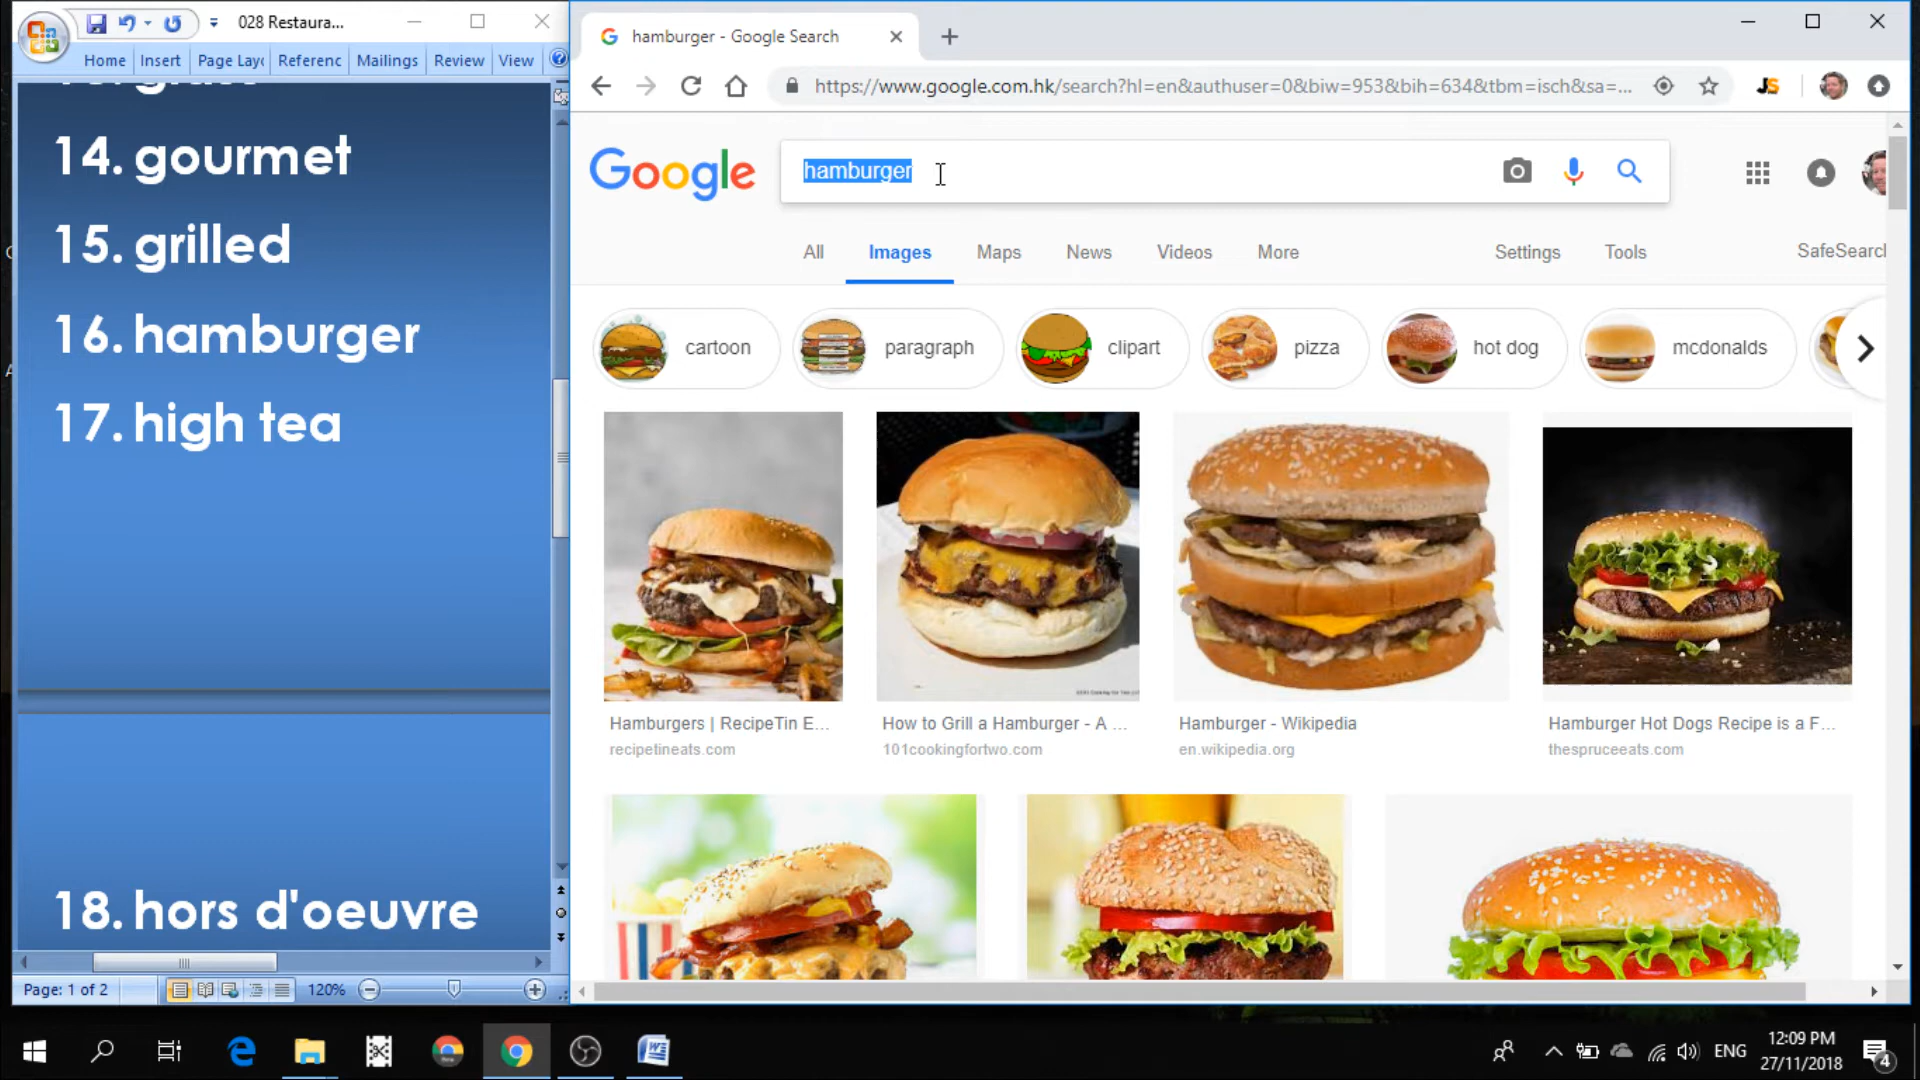 028 Restaura...
Home Insert Page Layo Referenc Mailings Review View
14. gourmet
15. grilled
16. hamburger
17. high tea
18. hors d'oeuvre
Page: 1 of 2 120%
hamburger - Google Search
https://www.google.com.hk/search?hl=en&authuser=0&biw=953&bih=634&tbm=isch&sa=...
JS
Google hamburger
All Images Maps News Videos More Settings Tools SafeSearch
cartoon paragraph clipart pizza hot dog mcdonalds
Hamburgers | RecipeTin E...
recipetineats.com
How to Grill a Hamburger - A ...
101cookingfortwo.com
Hamburger - Wikipedia
en.wikipedia.org
Hamburger Hot Dogs Recipe is a F...
thespruceeats.com
ENG
12:09 PM
27/11/2018
4